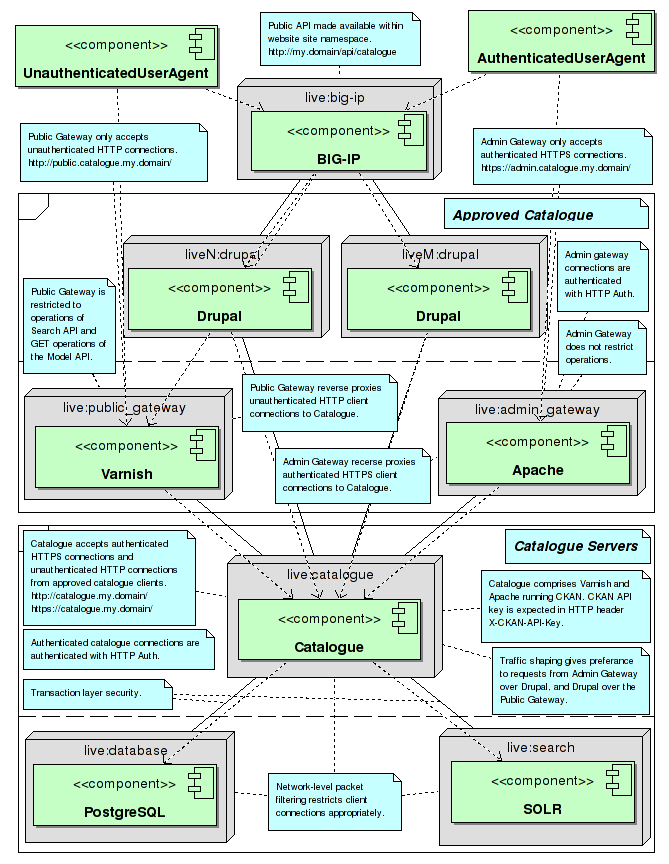 Public API made available within
website site namespace.
http://my.domain/api/catalogue
<<component>>
UnauthenticatedUserAgent
<<component>>
AuthenticatedUserAgent
live:big-ip
<<component>>
BIG-IP
Public Gateway only accepts
unauthenticated HTTP connections.
http://public.catalogue.my.domain/
Admin Gateway only accepts
authenticated HTTPS connections.
https://admin.catalogue.my.domain/
Approved Catalogue
liveN:drupal
<<component>>
Drupal
liveM:drupal
<<component>>
Drupal
Admin gateway
connections are
authenticated
with HTTP Auth.
Public Gateway is
restricted to
operations of
Search API and
GET operations of
the Model API.
Admin Gateway
does not restrict
operations.
live:public_gateway
<<component>>
Varnish
Public Gateway reverse proxies
unauthenticated HTTP client
connections to Catalogue.
live:admin_gateway
<<component>>
Apache
Admin Gateway recerse proxies
authenticated HTTPS client
connections to Catalogue.
Catalogue Servers
Catalogue accepts authenticated
HTTPS connections and
unauthenticated HTTP connections
from approved catalogue clients.
http://catalogue.my.domain/
https://catalogue.my.domain/
live:catalogue
<<component>>
Catalogue
Catalogue comprises Varnish and
Apache running CKAN. CKAN API
key is expected in HTTP header
X-CKAN-API-Key.
Authenticated catalogue connections are
authenticated with HTTP Auth.
Traffic shaping gives preferance
to requests from Admin Gateway
over Drupal, and Drupal over the
Public Gateway.
Transaction layer security.
live:database
<<component>>
PostgreSQL
Network-level packet
filtering restricts client
connections appropriately.
live:search
<<component>>
SOLR